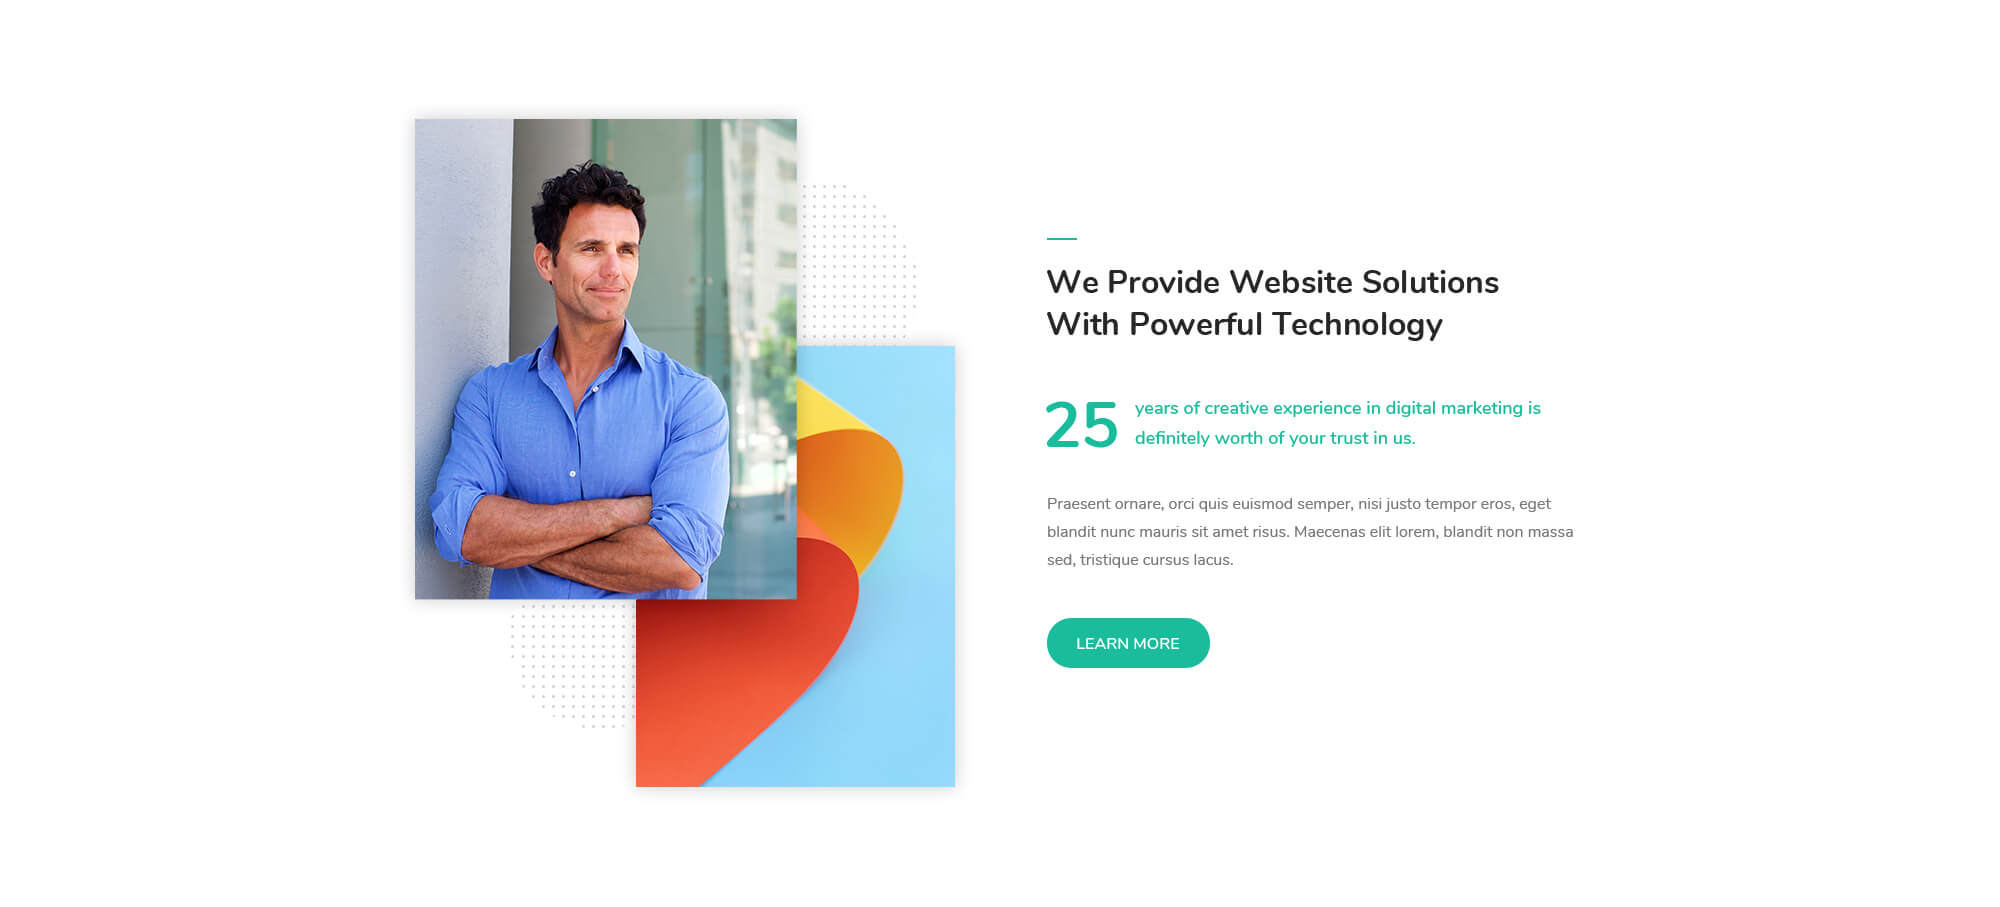 We Provide Website Solutions
With Powerful Technology
25
years of creative experience in digital marketing is
definitely worth of your trust in us.
Praesent ornare, orci quis euismod semper, nisi justo tempor eros, eget
blandit nunc mauris sit amet risus. Maecenas elit lorem, blandit non massa
sed, tristique cursus lacus.
LEARN MORE